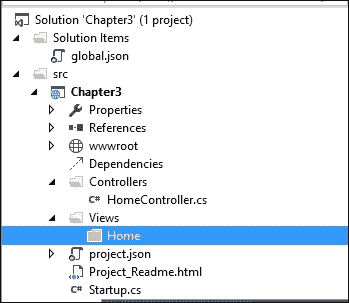 Solution 'Chapter3' (1 project)
Solution Items
global.json
src
Chapter3
Properties
References
wwwroot
Dependencies
Controllers
C# HomeController.cs
Views
Home
project.json
Project_Readme.html
C# Startup.cs